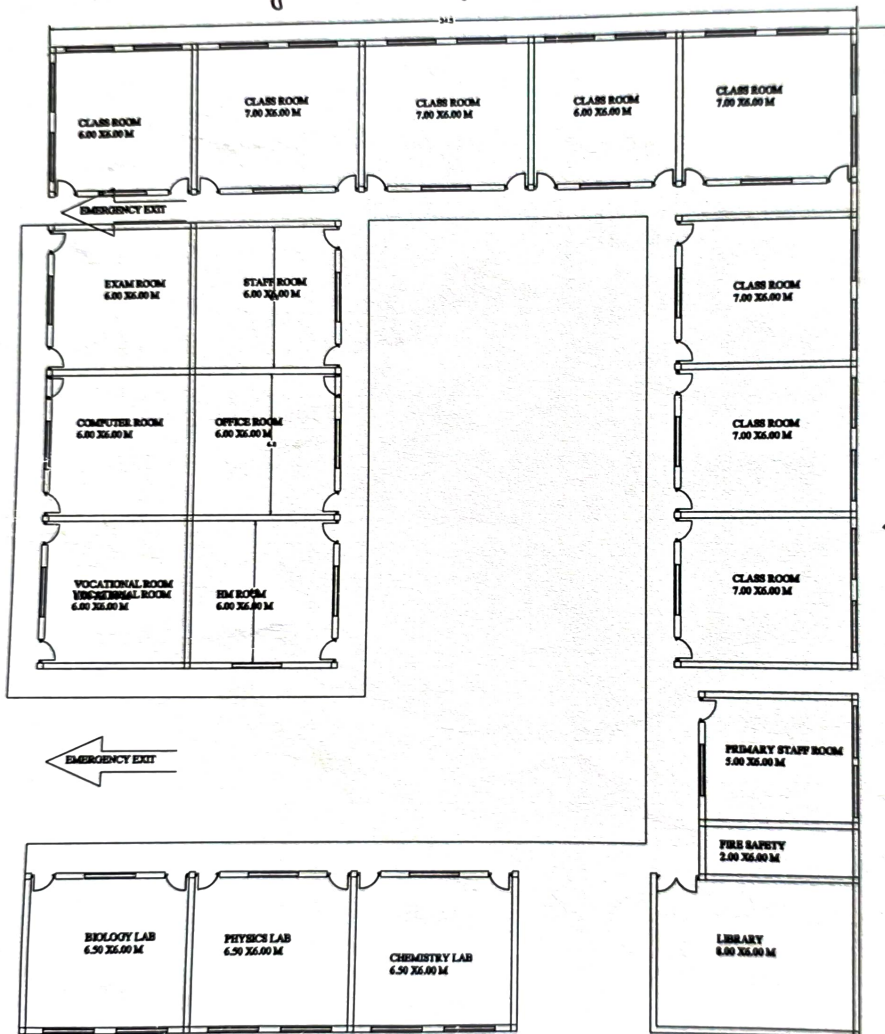 34.5
CLASS ROOM
6.00 X6.00 M
CLASS ROOM
7.00 X6.00 M
CLASS ROOM
7.00 X6.00 M
CLASS ROOM
6.00 X6.00 M
CLASS ROOM
7.00 X6.00 M
EMERGENCY EXIT
EXAM ROOM
6.00 X6.00 M
STAFF ROOM
6.00 X6.00 M
CLASS ROOM
7.00 X6.00 M
COMPUTER ROOM
6.00 X6.00 M
OFFICE ROOM
6.00 X6.00 M
6.0
CLASS ROOM
7.00 X6.00 M
VOCATIONAL ROOM
VOCATIONAL ROOM
6.00 X6.00 M
HM ROOM
6.00 X6.00 M
CLASS ROOM
7.00 X6.00 M
EMERGENCY EXIT
PRIMARY STAFF ROOM
5.00 X6.00 M
FIRE SAFETY
2.00 X6.00 M
BIOLOGY LAB
6.50 X6.00 M
PHYSICS LAB
6.50 X6.00 M
CHEMISTRY LAB
6.50 X6.00 M
LIBRARY
8.00 X6.00 M